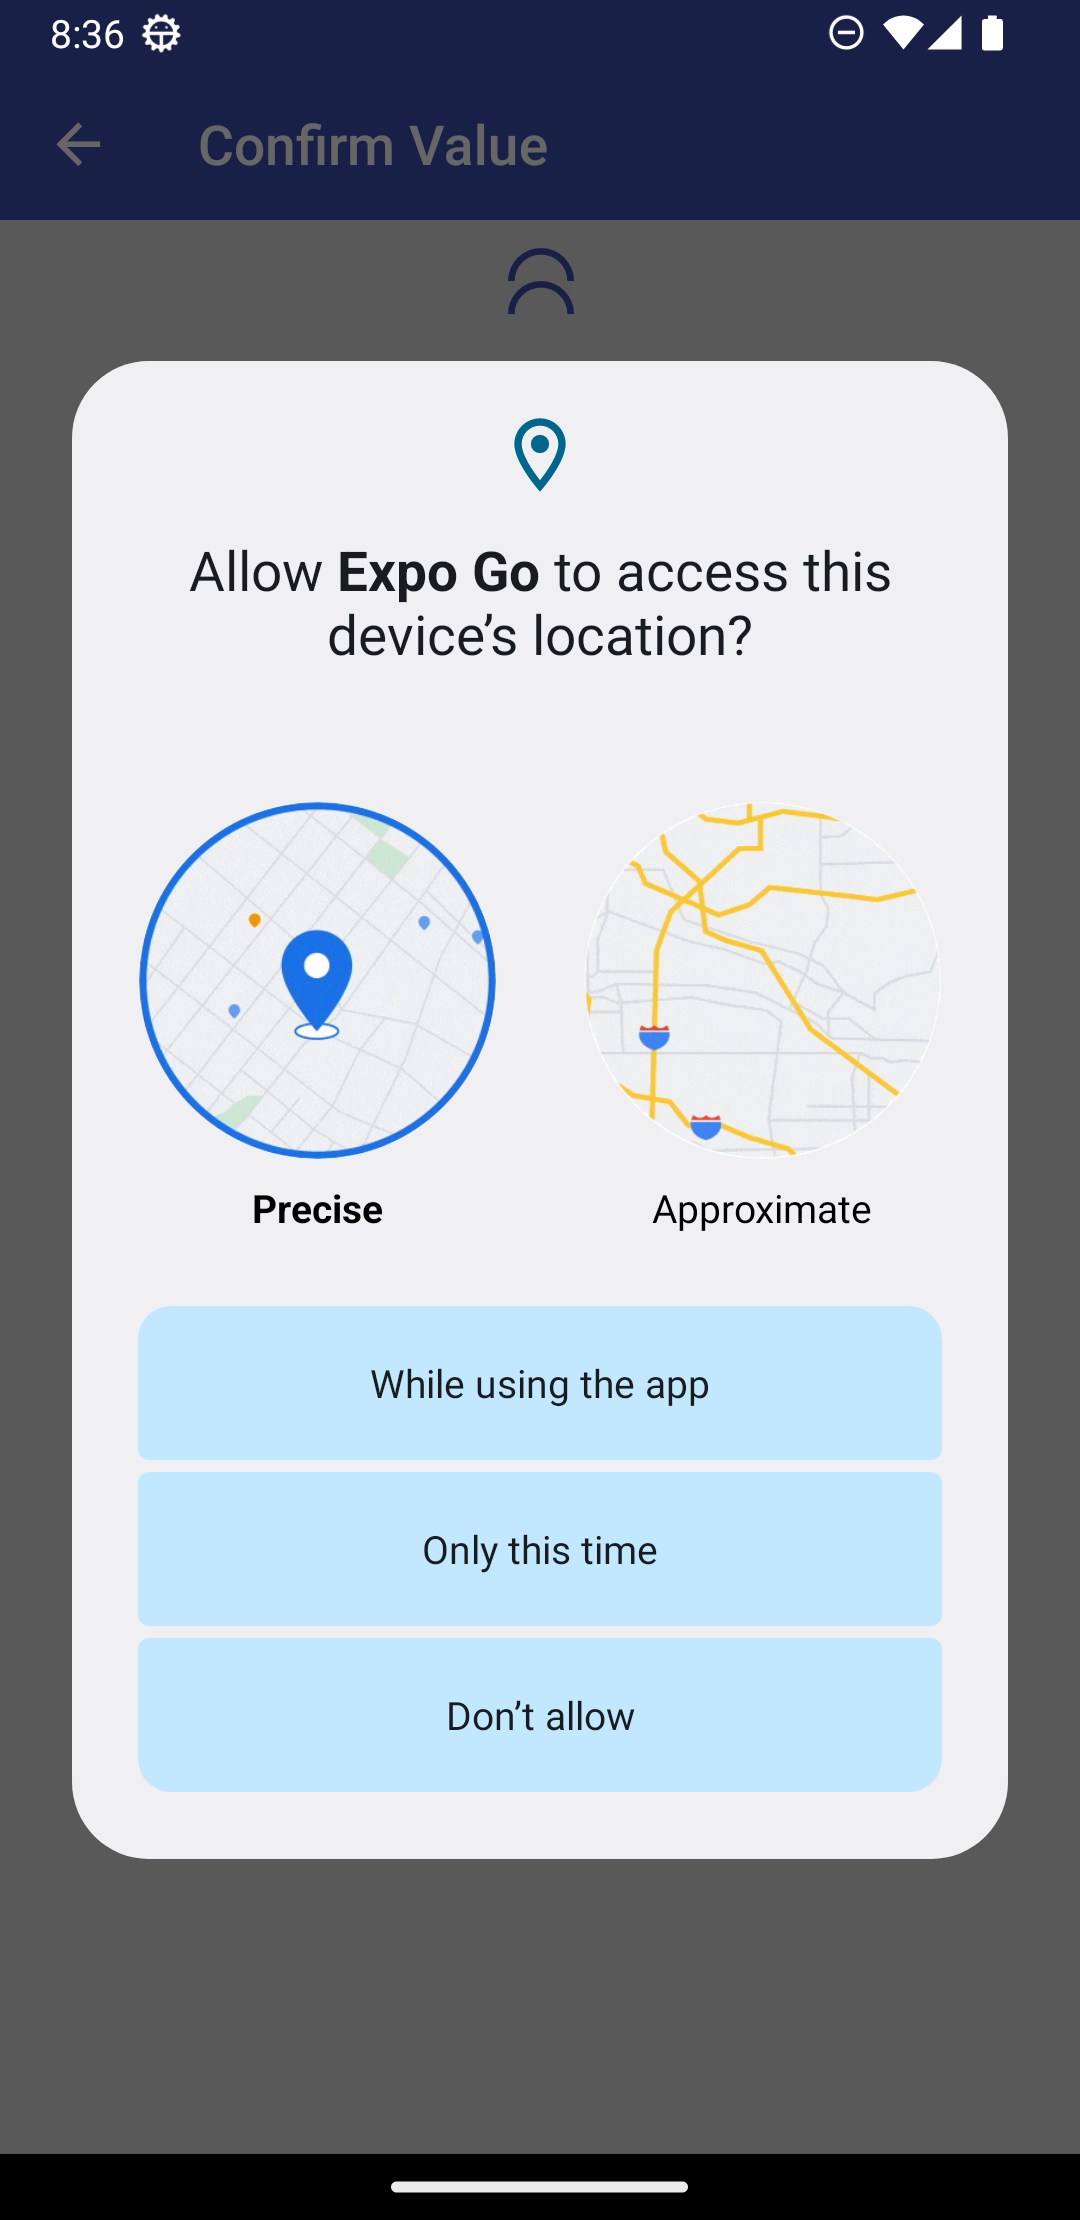 8:36
Confirm Value
Allow Expo Go to access this
device’s location?
Precise
Approximate
While using the app
Only this time
Don’t allow